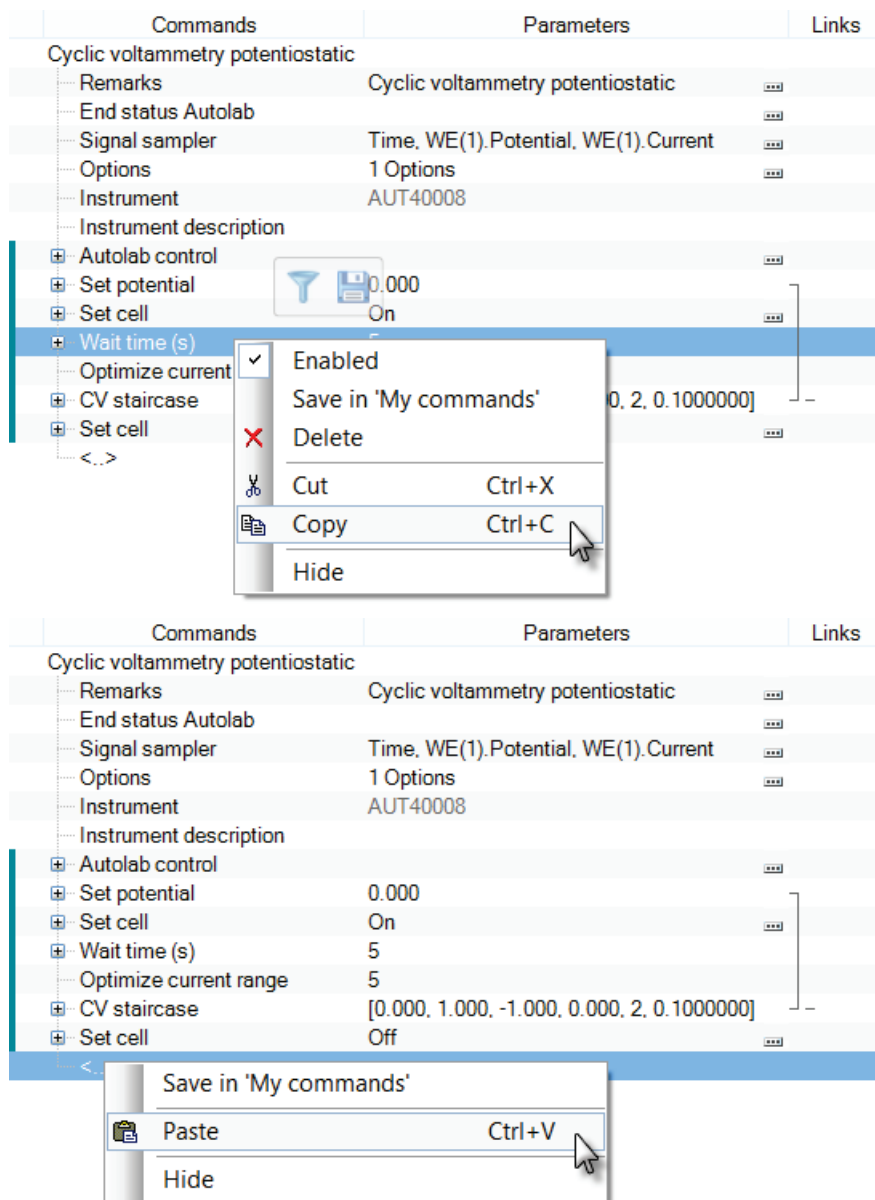 Commands Parameters Links
Cyclic voltammetry potentiostatic
Remarks Cyclic voltammetry potentiostatic
End status Autolab
Signal sampler Time, WE(1).Potential, WE(1).Current
Options 1 Options
Instrument AUT40008
Instrument description
Autolab control
Set potential 0.000
Set cell On
Wait time (s) 5
Optimize current
CV staircase 0, 2, 0.1000000]
Set cell
<..>
Enabled
Save in 'My commands'
Delete
Cut Ctrl+X
Copy Ctrl+C
Hide
Commands Parameters Links
Cyclic voltammetry potentiostatic
Remarks Cyclic voltammetry potentiostatic
End status Autolab
Signal sampler Time, WE(1).Potential, WE(1).Current
Options 1 Options
Instrument AUT40008
Instrument description
Autolab control
Set potential 0.000
Set cell On
Wait time (s) 5
Optimize current range 5
CV staircase [0.000, 1.000, -1.000, 0.000, 2, 0.1000000]
Set cell Off
<..
Save in 'My commands'
Paste Ctrl+V
Hide